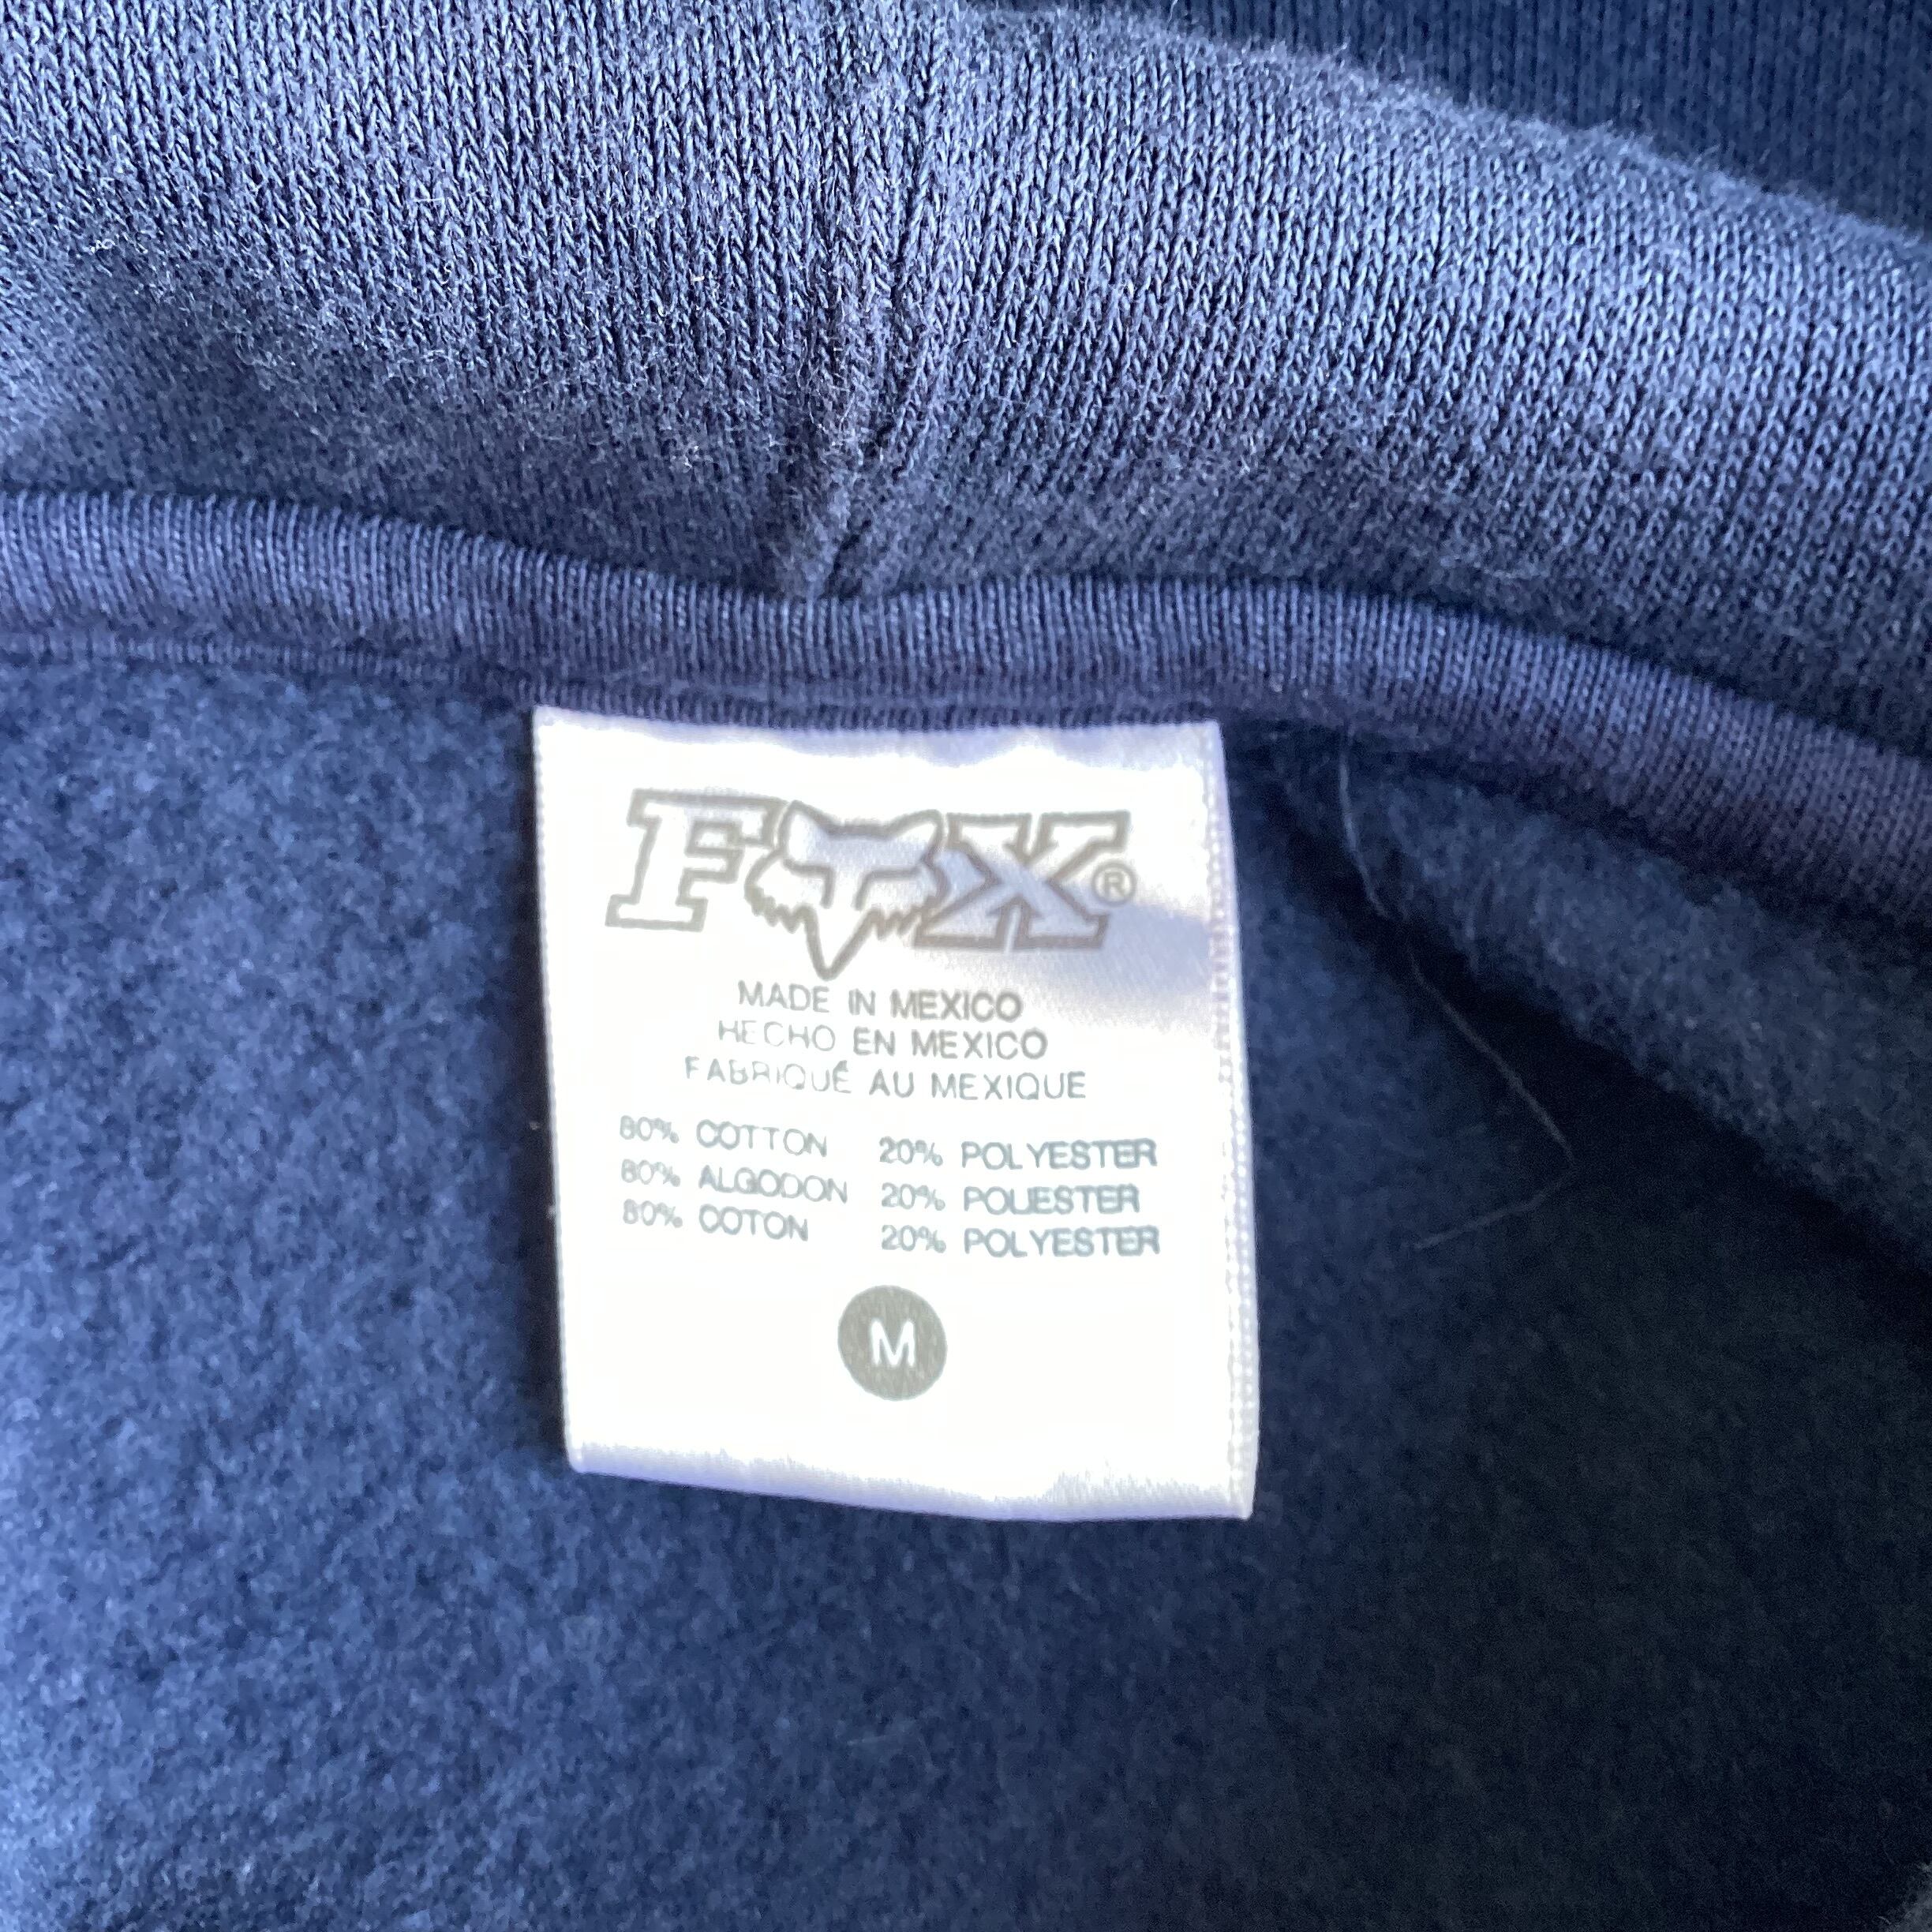 FOX®
MADE IN MEXICO
HECHO EN MEXICO
FABRIQUÉ AU MEXIQUE
80% COTTON 20% POLYESTER
80% ALGODON 20% POLIESTER
80% COTON 20% POLYESTER
M